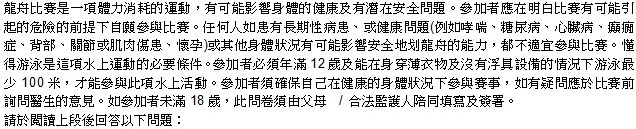 龍舟比賽是一項體力消耗的運動，有可能影響身體的健康及有潛在安全問題。參加者應在明白比賽有可能引
起的危險的前提下自願參與比賽。任何人如患有長期性病患、或健康問題(例如哮喘、糖尿病、心臟病、癲癇
症、背部、關節或肌肉傷患、懷孕)或其他身體狀況有可能影響安全地划龍舟的能力，都不適宜參與比賽。懂
得游泳是這項水上運動的必要條件。參加者必須年滿 12 歲及能在身穿薄衣物及沒有浮具設備的情況下游泳最
少 100 米，才能參與此項水上活動。參加者須確保自己在健康的身體狀況下參與賽事，如有疑問應於比賽前
詢問醫生的意見。如參加者未滿 18 歲，此問卷須由父母 / 合法監護人陪同填寫及簽署。
請於閱讀上段後回答以下問題：